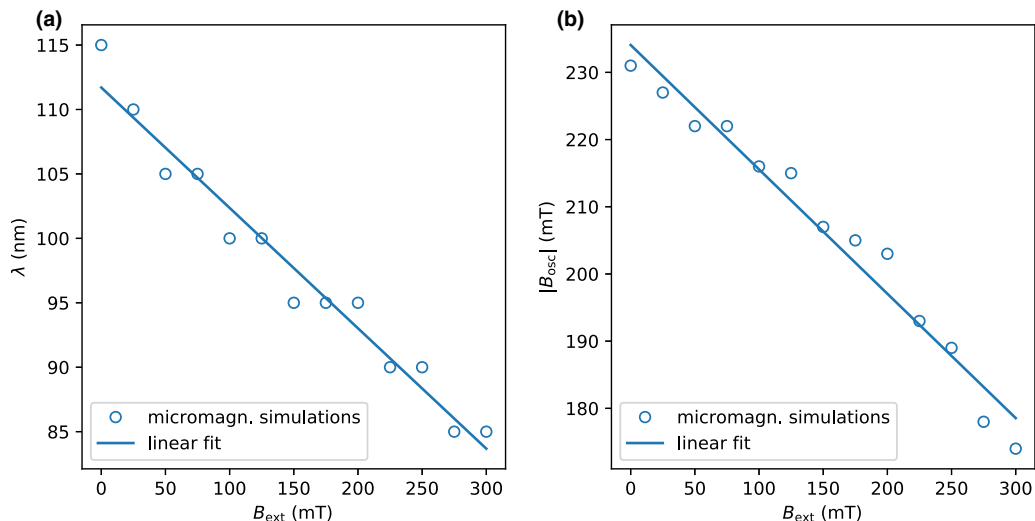 (a)
115
110
105
100
95
90
85
λ (nm)
0 50 100 150 200 250 300
B_ext (mT)
micromagn. simulations
linear fit
(b)
230
220
210
200
190
180
|B_osc| (mT)
0 50 100 150 200 250 300
B_ext (mT)
micromagn. simulations
linear fit